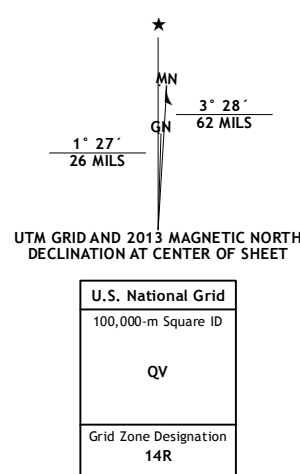 ★
MN
3° 28´
62 MILS
GN
1° 27´
26 MILS
UTM GRID AND 2013 MAGNETIC NORTH
DECLINATION AT CENTER OF SHEET
U.S. National Grid
100,000-m Square ID
QV
Grid Zone Designation
14R